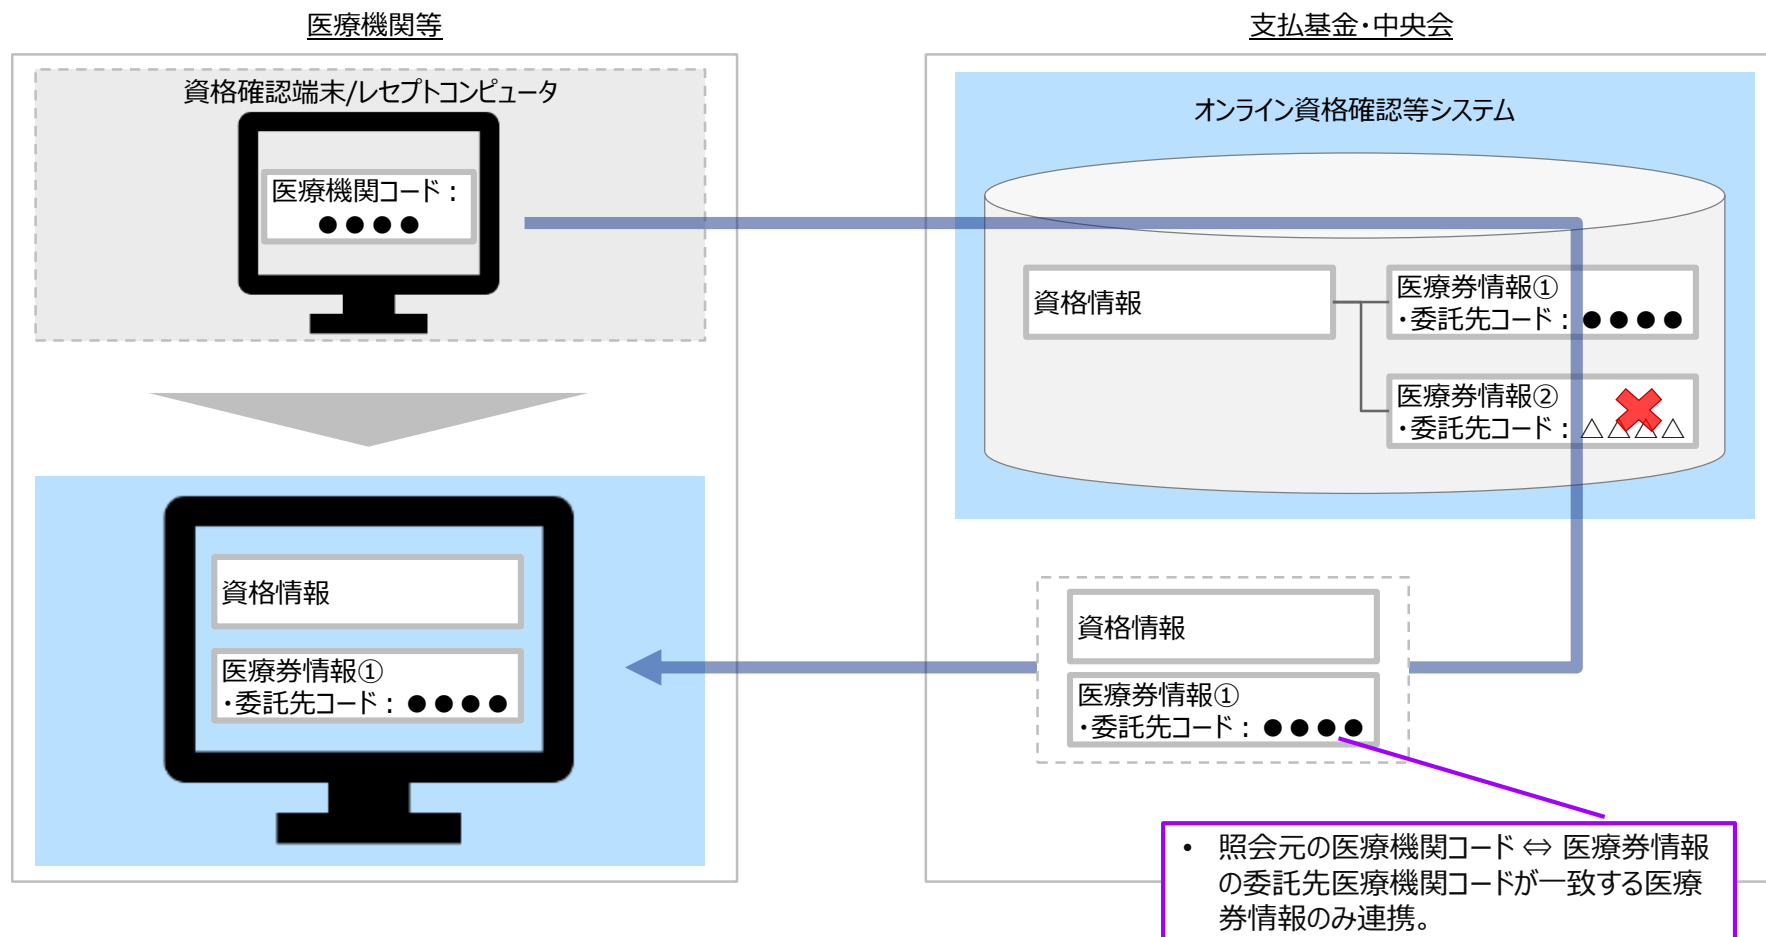 医療機関等
資格確認端末/レセプトコンピュータ
医療機関コード：
●●●●
資格情報
医療券情報①
・委託先コード：●●●●
支払基金・中央会
オンライン資格確認等システム
資格情報
医療券情報①
・委託先コード：●●●●
医療券情報②
・委託先コード：△△△△
資格情報
医療券情報①
・委託先コード：●●●●
• 照会元の医療機関コード ⇔ 医療券情報
の委託先医療機関コードが一致する医療
券情報のみ連携。